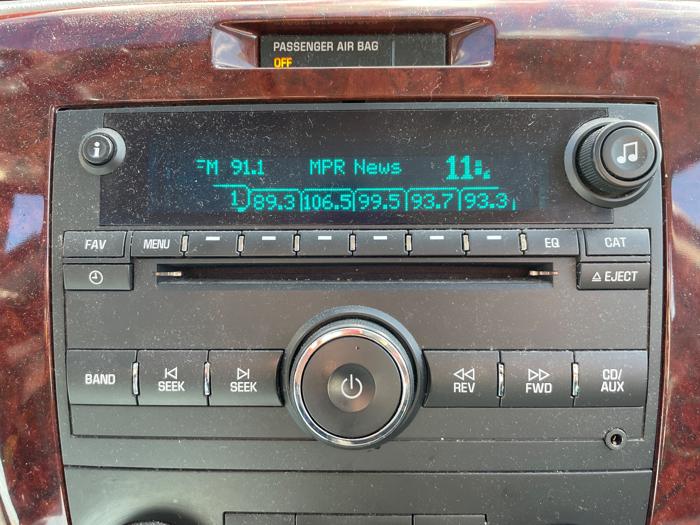 PASSENGER AIR BAG
OFF
i
FM 91.1 MPR News
1 89.3 106.5 99.5 93.7 93.3
FAV MENU EQ CAT
EJECT
BAND SEEK SEEK REV FWD CD/
AUX